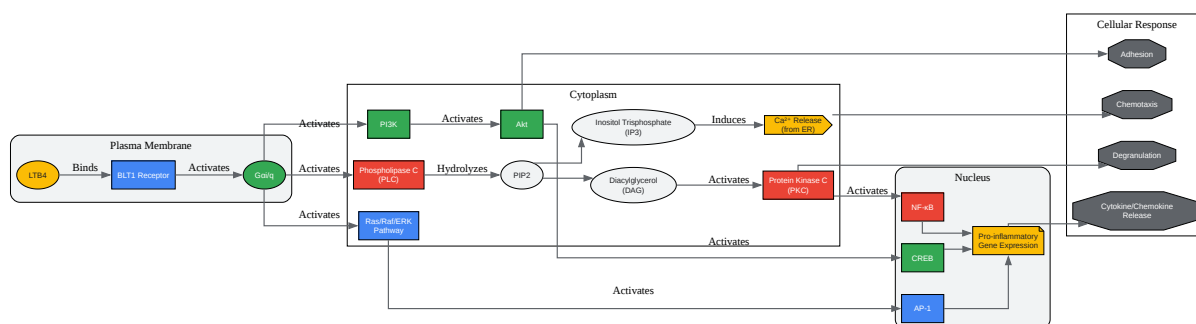 Cellular Response
Adhesion
Cytoplasm
Chemotaxis
Activates
PI3K
Activates
Akt
Inositol Trisphosphate
(IP3)
Induces
Ca²⁺ Release
(from ER)
Plasma Membrane
Degranulation
LTB4
Binds
BLT1 Receptor
Activates
Gαi/q
Activates
Phospholipase C
(PLC)
Hydrolyzes
PIP2
Diacylglycerol
(DAG)
Activates
Protein Kinase C
(PKC)
Activates
Nucleus
NF-κB
Cytokine/Chemokine
Release
Activates
Ras/Raf/ERK
Pathway
Activates
Pro-inflammatory
Gene Expression
CREB
Activates
AP-1